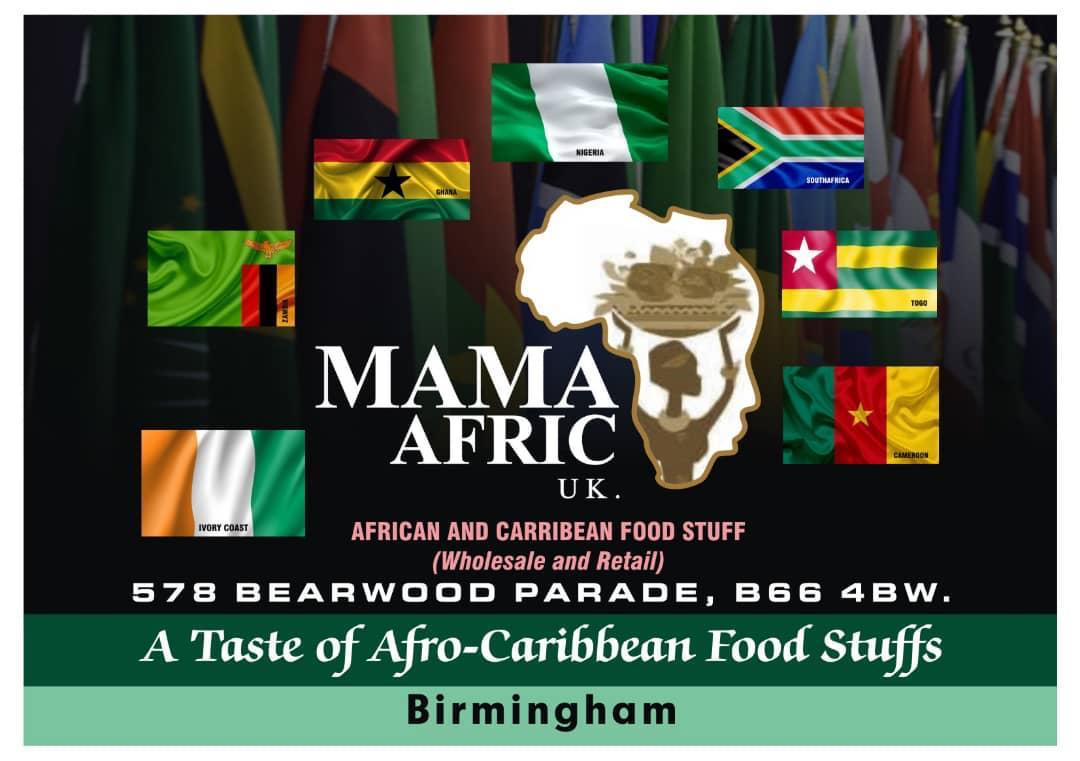 NIGERIA
GHANA
SOUTHAFRICA
ZAMBIA
TOGO
MAMA
AFRIC
UK.
CAMEROON
IVORY COAST
AFRICAN AND CARRIBEAN FOOD STUFF
(Wholesale and Retail)
578 BEARWOOD PARADE, B66 4BW.
A Taste of Afro-Caribbean Food Stuffs
Birmingham